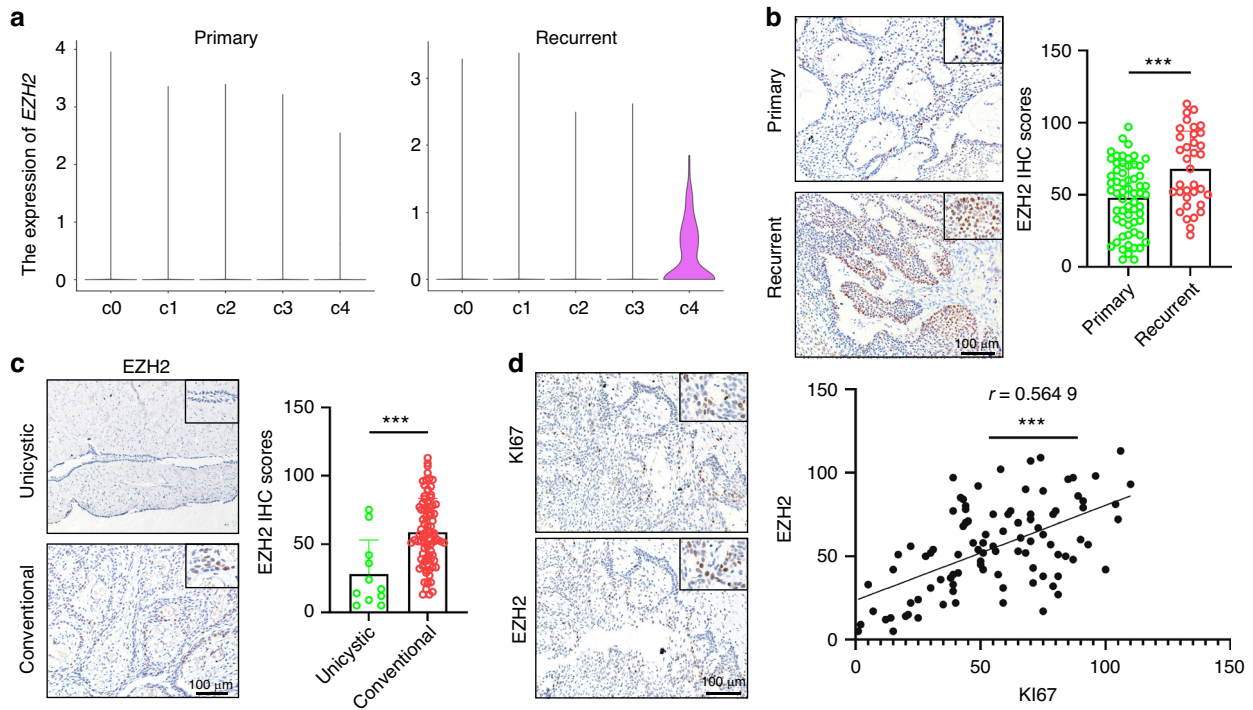 a
Primary
Recurrent
The expression of EZH2
4
3
2
1
0
c0 c1 c2 c3 c4
3
2
1
0
c0 c1 c2 c3 c4
b
Primary
Recurrent
100 μm
EZH2 IHC scores
150
100
50
0
***
Primary
Recurrent
c
EZH2
Unicystic
Conventional
100 μm
EZH2 IHC scores
150
100
50
0
***
Unicystic
Conventional
d
KI67
EZH2
100 μm
r = 0.564 9
***
EZH2
150
100
50
0
0 50 100 150
KI67